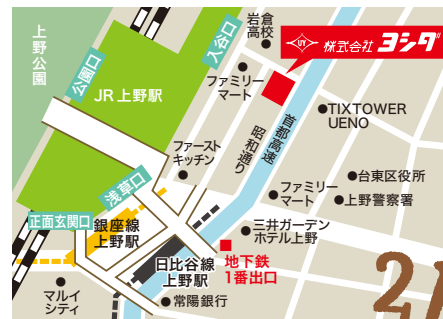 上野公園
公園口
JR上野駅
入谷口
岩倉
高校
UY 株式会社 ヨシダ
ファミリー
マート
首都高速
昭和通り
TIXTOWER
UENO
ファースト
キッチン
台東区役所
浅草口
ファミリー
マート
上野警察署
正面玄関口
銀座線
上野駅
三井ガーデン
ホテル上野
日比谷線
上野駅
地下鉄
1番出口
マルイ
シティ
常陽銀行